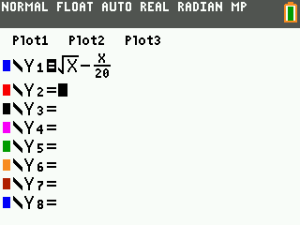 NORMAL FLOAT AUTO REAL RADIAN MP
Plot1 Plot2 Plot3
\Y1=√X-X/20
\Y2=
\Y3=
\Y4=
\Y5=
\Y6=
\Y7=
\Y8=